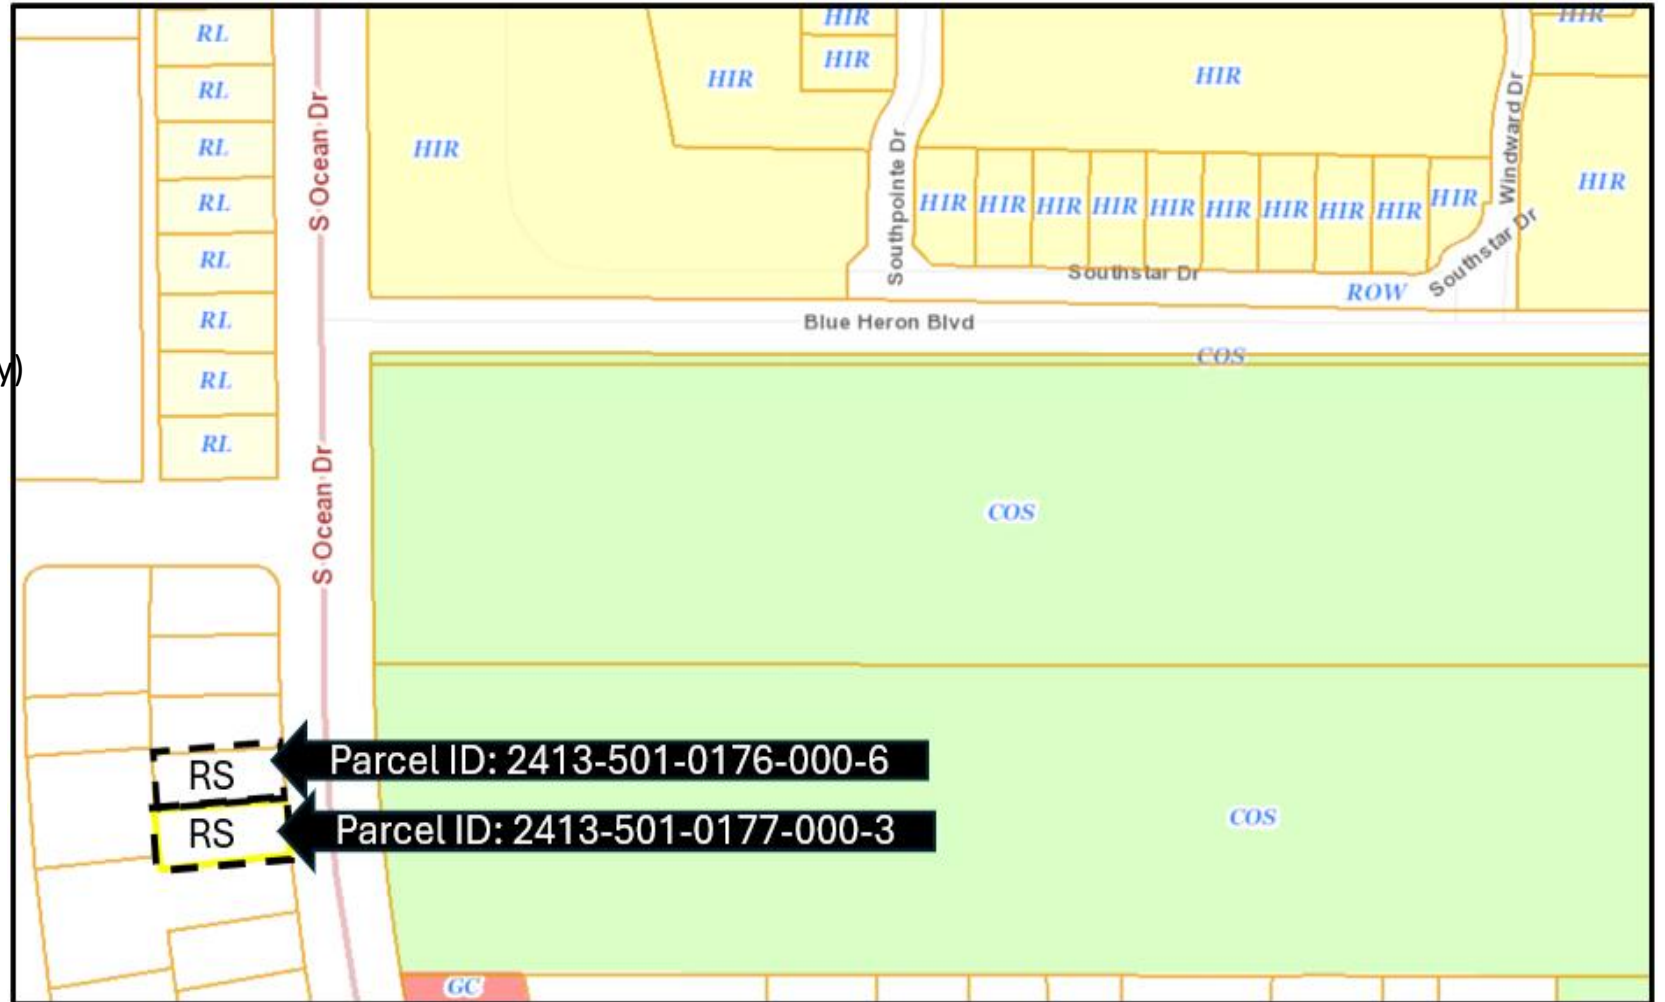 HIR
HIR
RL
HIR
HIR
HIR
RL
S Ocean Dr
Southpointe Dr
Windward Dr
RL
HIR
HIR
RL
HIR
HIR
HIR
HIR
HIR
HIR
HIR
HIR
HIR
HIR
RL
Southstar Dr
Southstar Dr
ROW
RL
Blue Heron Blvd
COS
y)
RL
RL
S Ocean Dr
COS
Parcel ID: 2413-501-0176-000-6
RS
Parcel ID: 2413-501-0177-000-3
RS
COS
GC